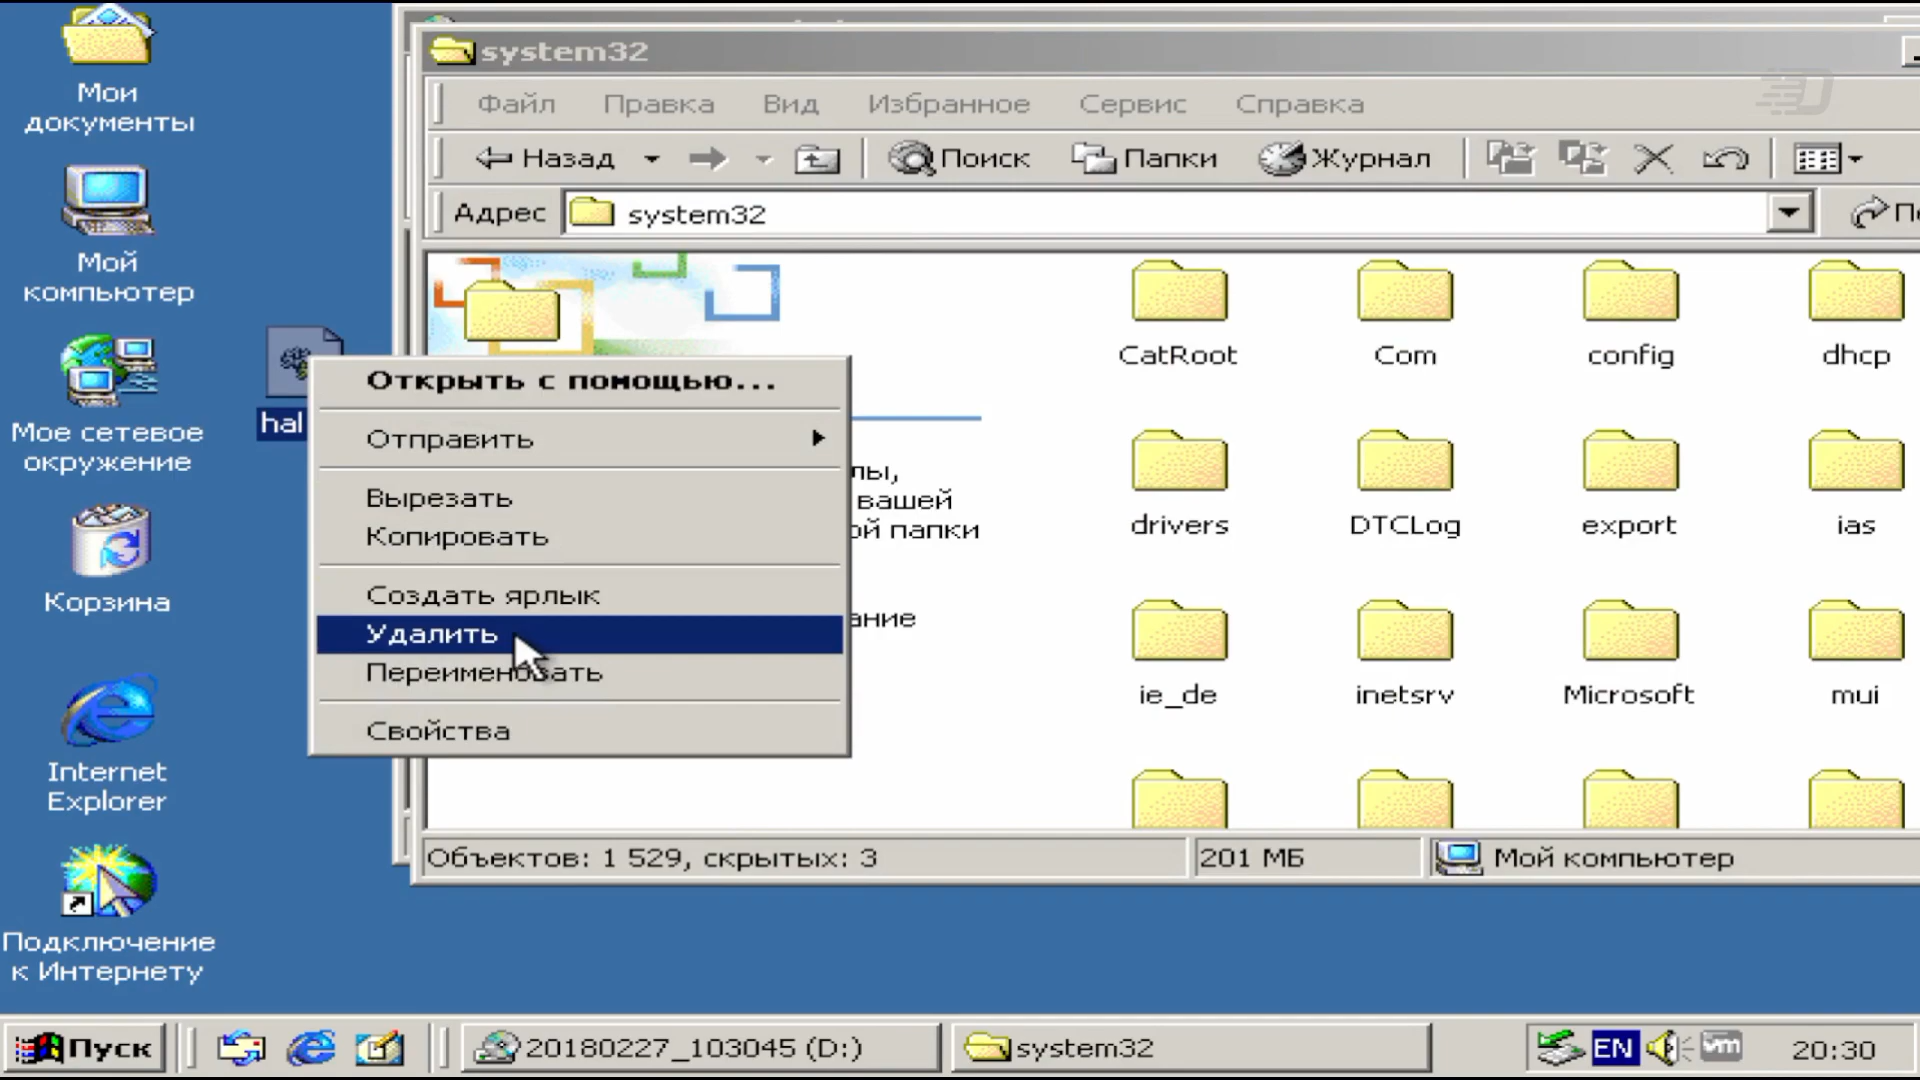 Мои
документы
Мой
компьютер
Мое сетевое
окружение
Корзина
Internet
Explorer
Подключение
к Интернету
hal
system32
Файл Правка Вид Избранное Сервис Справка
Назад Поиск Папки Журнал
Адрес system32
Открыть с помощью...
Отправить
Вырезать
Копировать
Создать ярлык
Удалить
Переименовать
Свойства
вашей
папки
CatRoot Com config dhcp
drivers DTCLog export ias
ie_de inetsrv Microsoft mui
Объектов: 1 529, скрытых: 3 201 МБ Мой компьютер
Пуск 20180227_103045 (D:) system32 EN vm 20:30